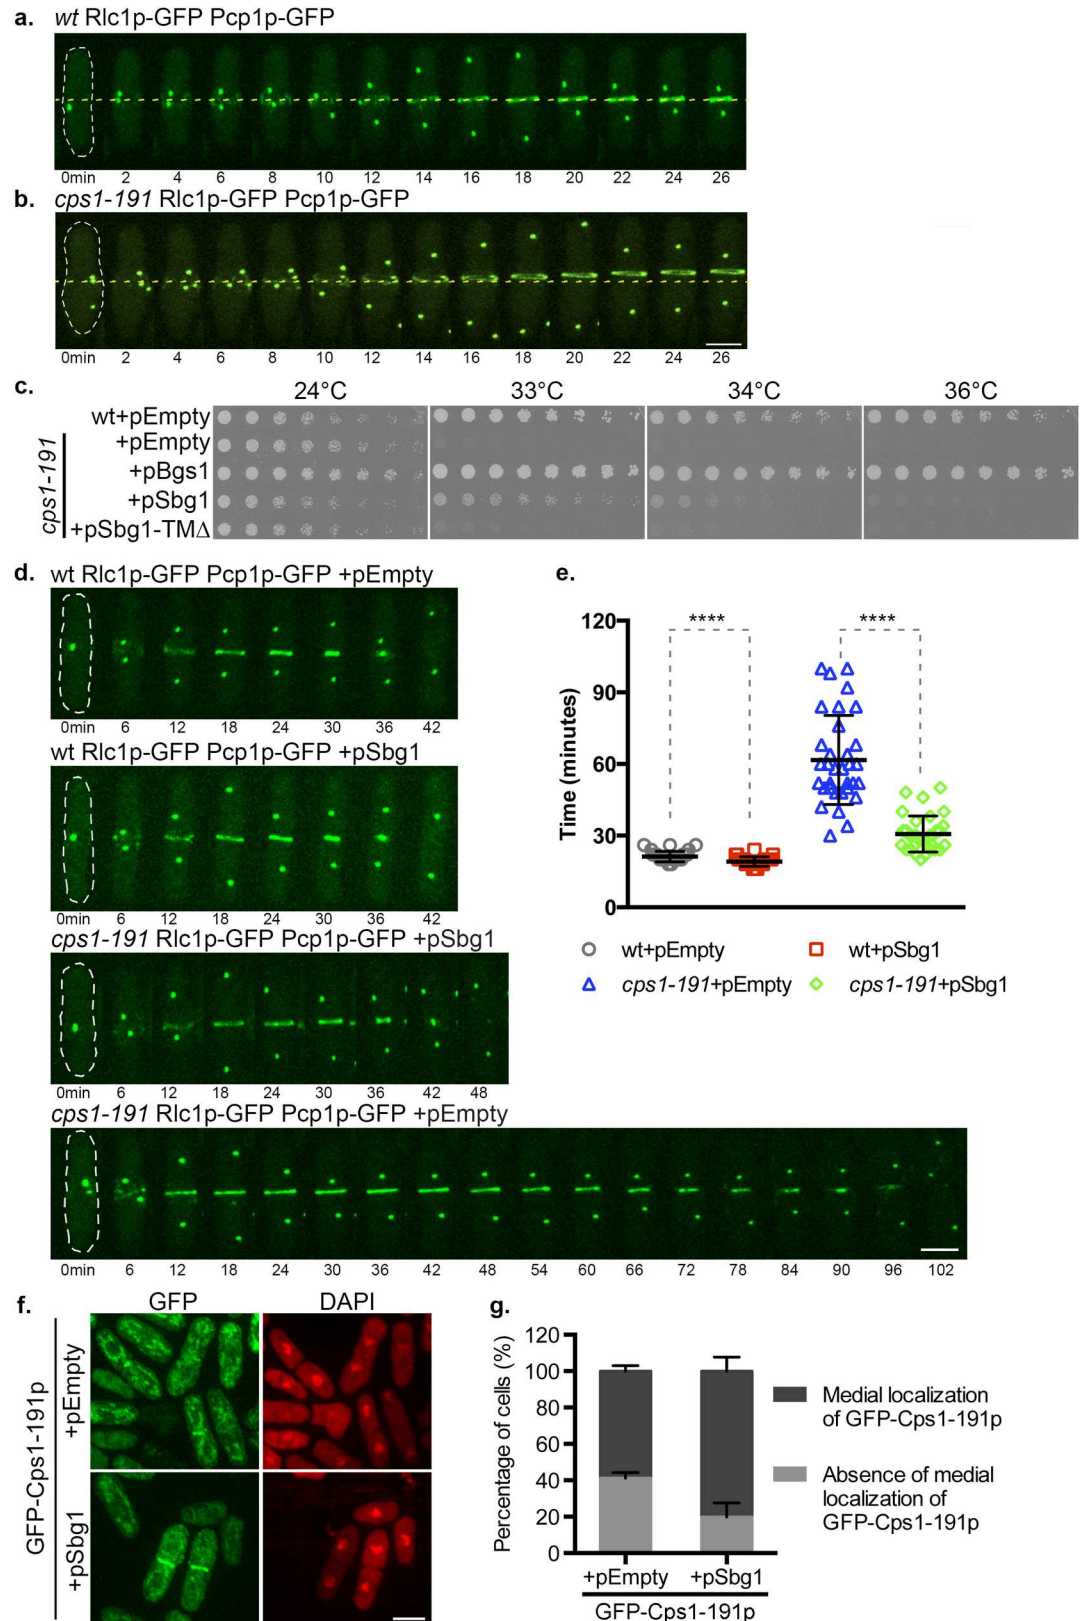 a. wt Rlc1p-GFP Pcp1p-GFP
0min 2 4 6 8 10 12 14 16 18 20 22 24 26
b. cps1-191 Rlc1p-GFP Pcp1p-GFP
0min 2 4 6 8 10 12 14 16 18 20 22 24 26
c. 24°C 33°C 34°C 36°C
wt+pEmpty
cps1-191
+pEmpty
+pBgs1
+pSbg1
+pSbg1-TMΔ
d. wt Rlc1p-GFP Pcp1p-GFP +pEmpty
0min 6 12 18 24 30 36 42
wt Rlc1p-GFP Pcp1p-GFP +pSbg1
0min 6 12 18 24 30 36 42
cps1-191 Rlc1p-GFP Pcp1p-GFP +pSbg1
0min 6 12 18 24 30 36 42 48
cps1-191 Rlc1p-GFP Pcp1p-GFP +pEmpty
0min 6 12 18 24 30 36 42 48 54 60 66 72 78 84 90 96 102
e.
Time (minutes)
120
90
60
30
0
**** ****
wt+pEmpty wt+pSbg1
cps1-191+pEmpty cps1-191+pSbg1
f. GFP DAPI
GFP-Cps1-191p
+pEmpty
+pSbg1
g.
Percentage of cells (%)
120
100
80
60
40
20
0
+pEmpty +pSbg1
GFP-Cps1-191p
Medial localization
of GFP-Cps1-191p
Absence of medial
localization of
GFP-Cps1-191p